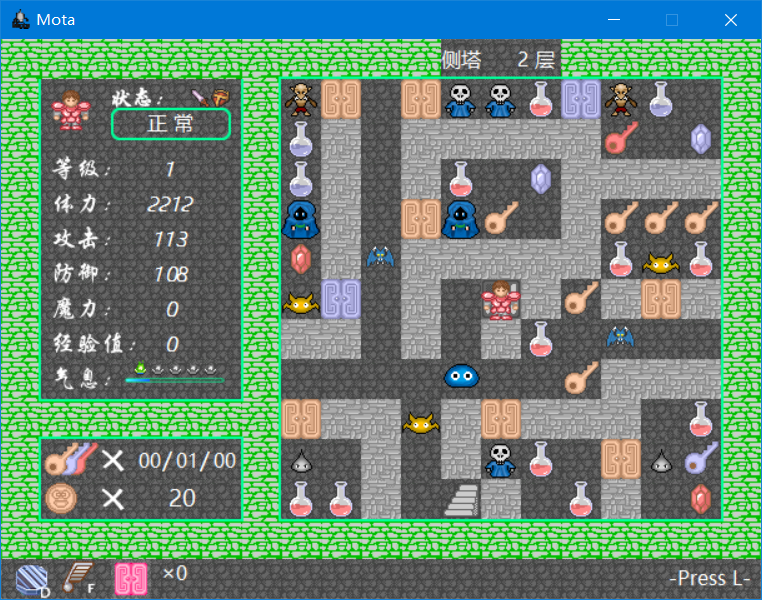 Mota
侧塔 2 层
状态：
正常
等级： 1
体力： 2212
攻击： 113
防御： 108
魔力： 0
经验值： 0
气息：
00/01/00
20
D
F
×0
-Press L-